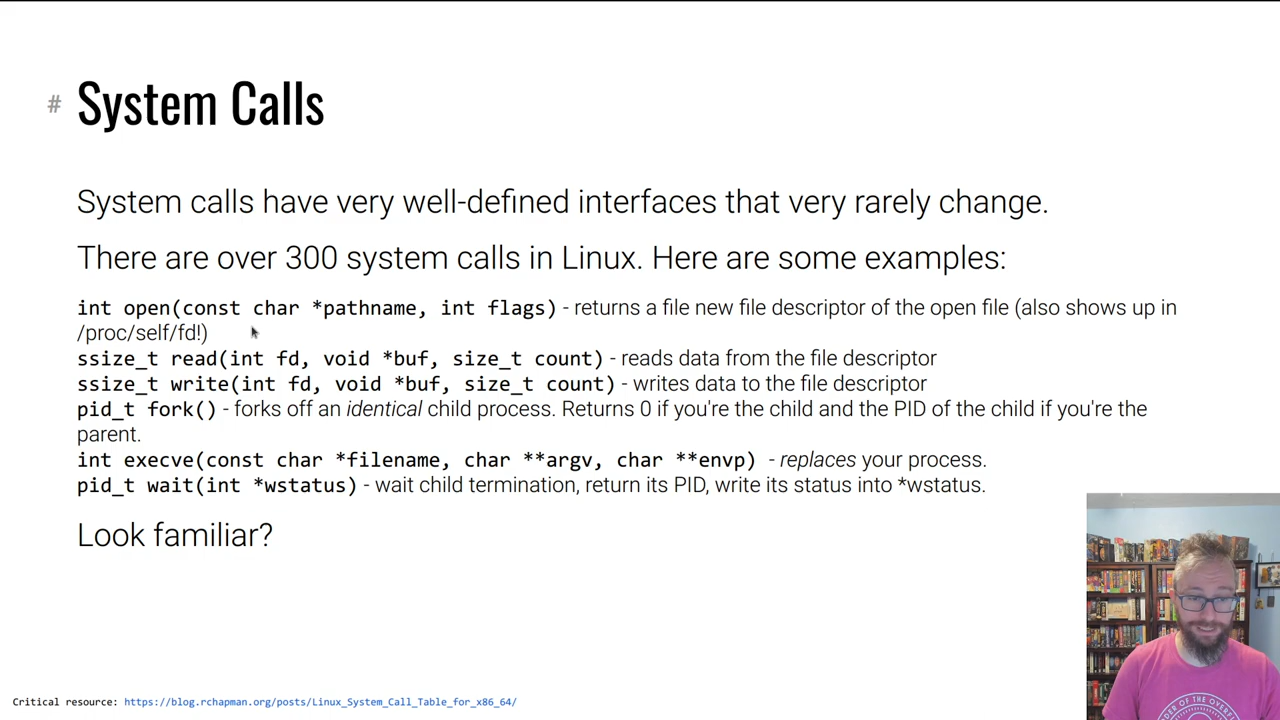 # System Calls
System calls have very well-defined interfaces that very rarely change.
There are over 300 system calls in Linux. Here are some examples:
int open(const char *pathname, int flags) - returns a file new file descriptor of the open file (also shows up in
/proc/self/fd!)
ssize_t read(int fd, void *buf, size_t count) - reads data from the file descriptor
ssize_t write(int fd, void *buf, size_t count) - writes data to the file descriptor
pid_t fork() - forks off an identical child process. Returns 0 if you're the child and the PID of the child if you're the
parent.
int execve(const char *filename, char **argv, char **envp) - replaces your process.
pid_t wait(int *wstatus) - wait child termination, return its PID, write its status into *wstatus.
Look familiar?
Critical resource: https://blog.rchapman.org/posts/Linux_System_Call_Table_for_x86_64/